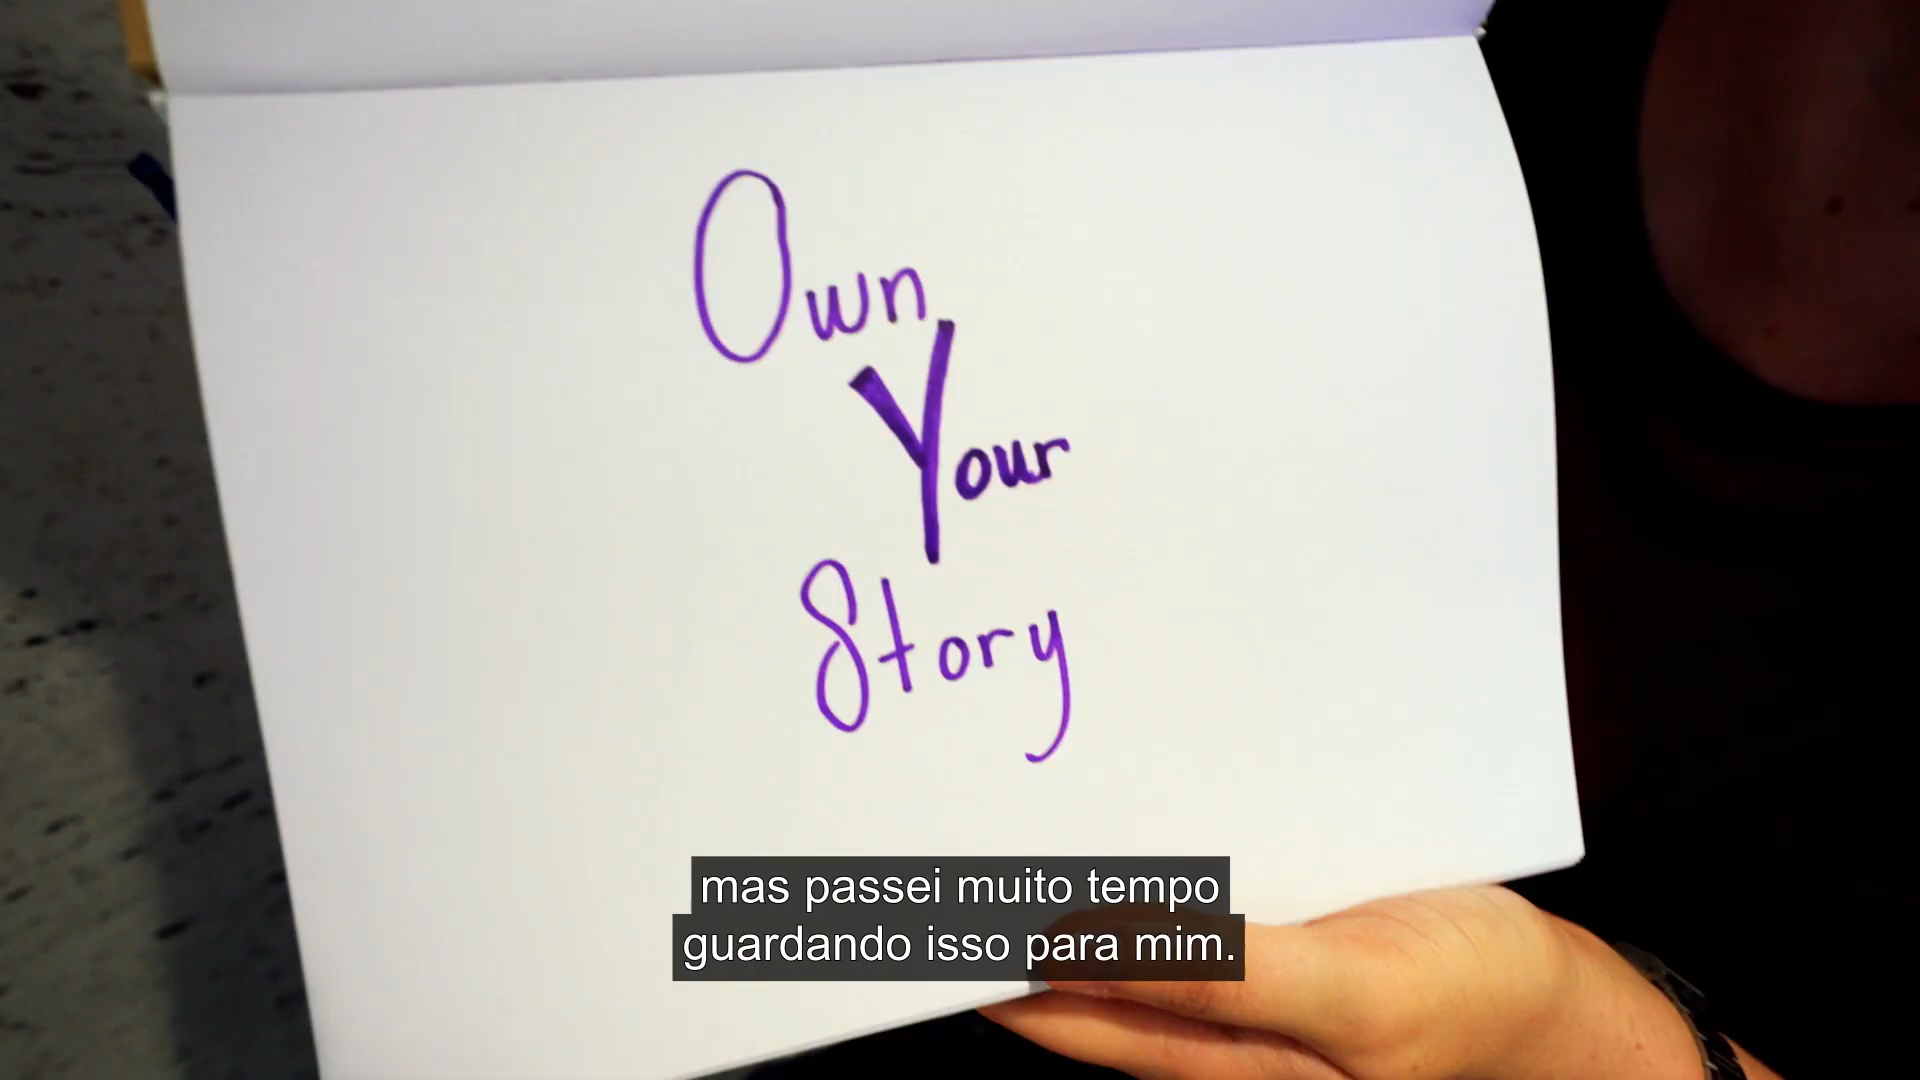 Own
Your
Story
mas passei muito tempo
guardando isso para mim.